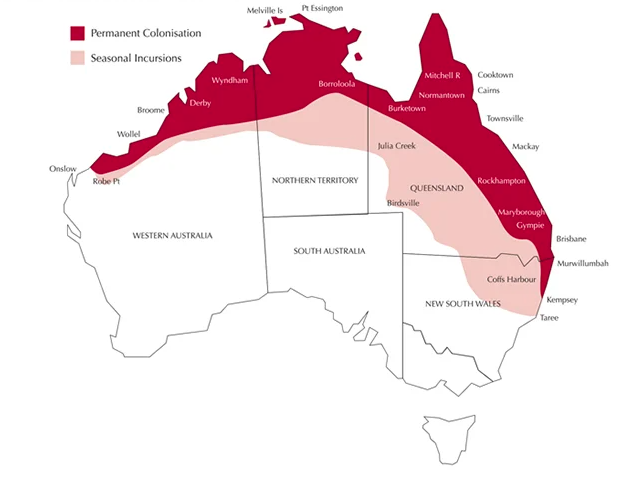 Melville Is
Pt Essington
Permanent Colonisation
Seasonal Incursions
Wyndham
Borroloola
Mitchell R
Cooktown
Cairns
Normantown
Derby
Broome
Burketown
Townsville
Wollel
Julia Creek
Mackay
Onslow
Robe Pt
NORTHERN TERRITORY
QUEENSLAND
Rockhampton
Birdsville
Maryborough
Gympie
WESTERN AUSTRALIA
Brisbane
SOUTH AUSTRALIA
Murwillumbah
Coffs Harbour
NEW SOUTH WALES
Kempsey
Taree